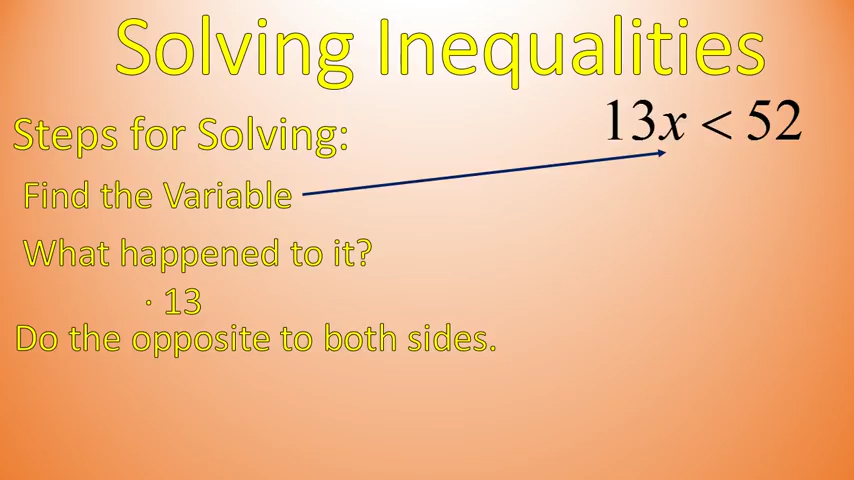 Solving Inequalities
13x < 52
Steps for Solving:
Find the Variable
What happened to it?
· 13
Do the opposite to both sides.